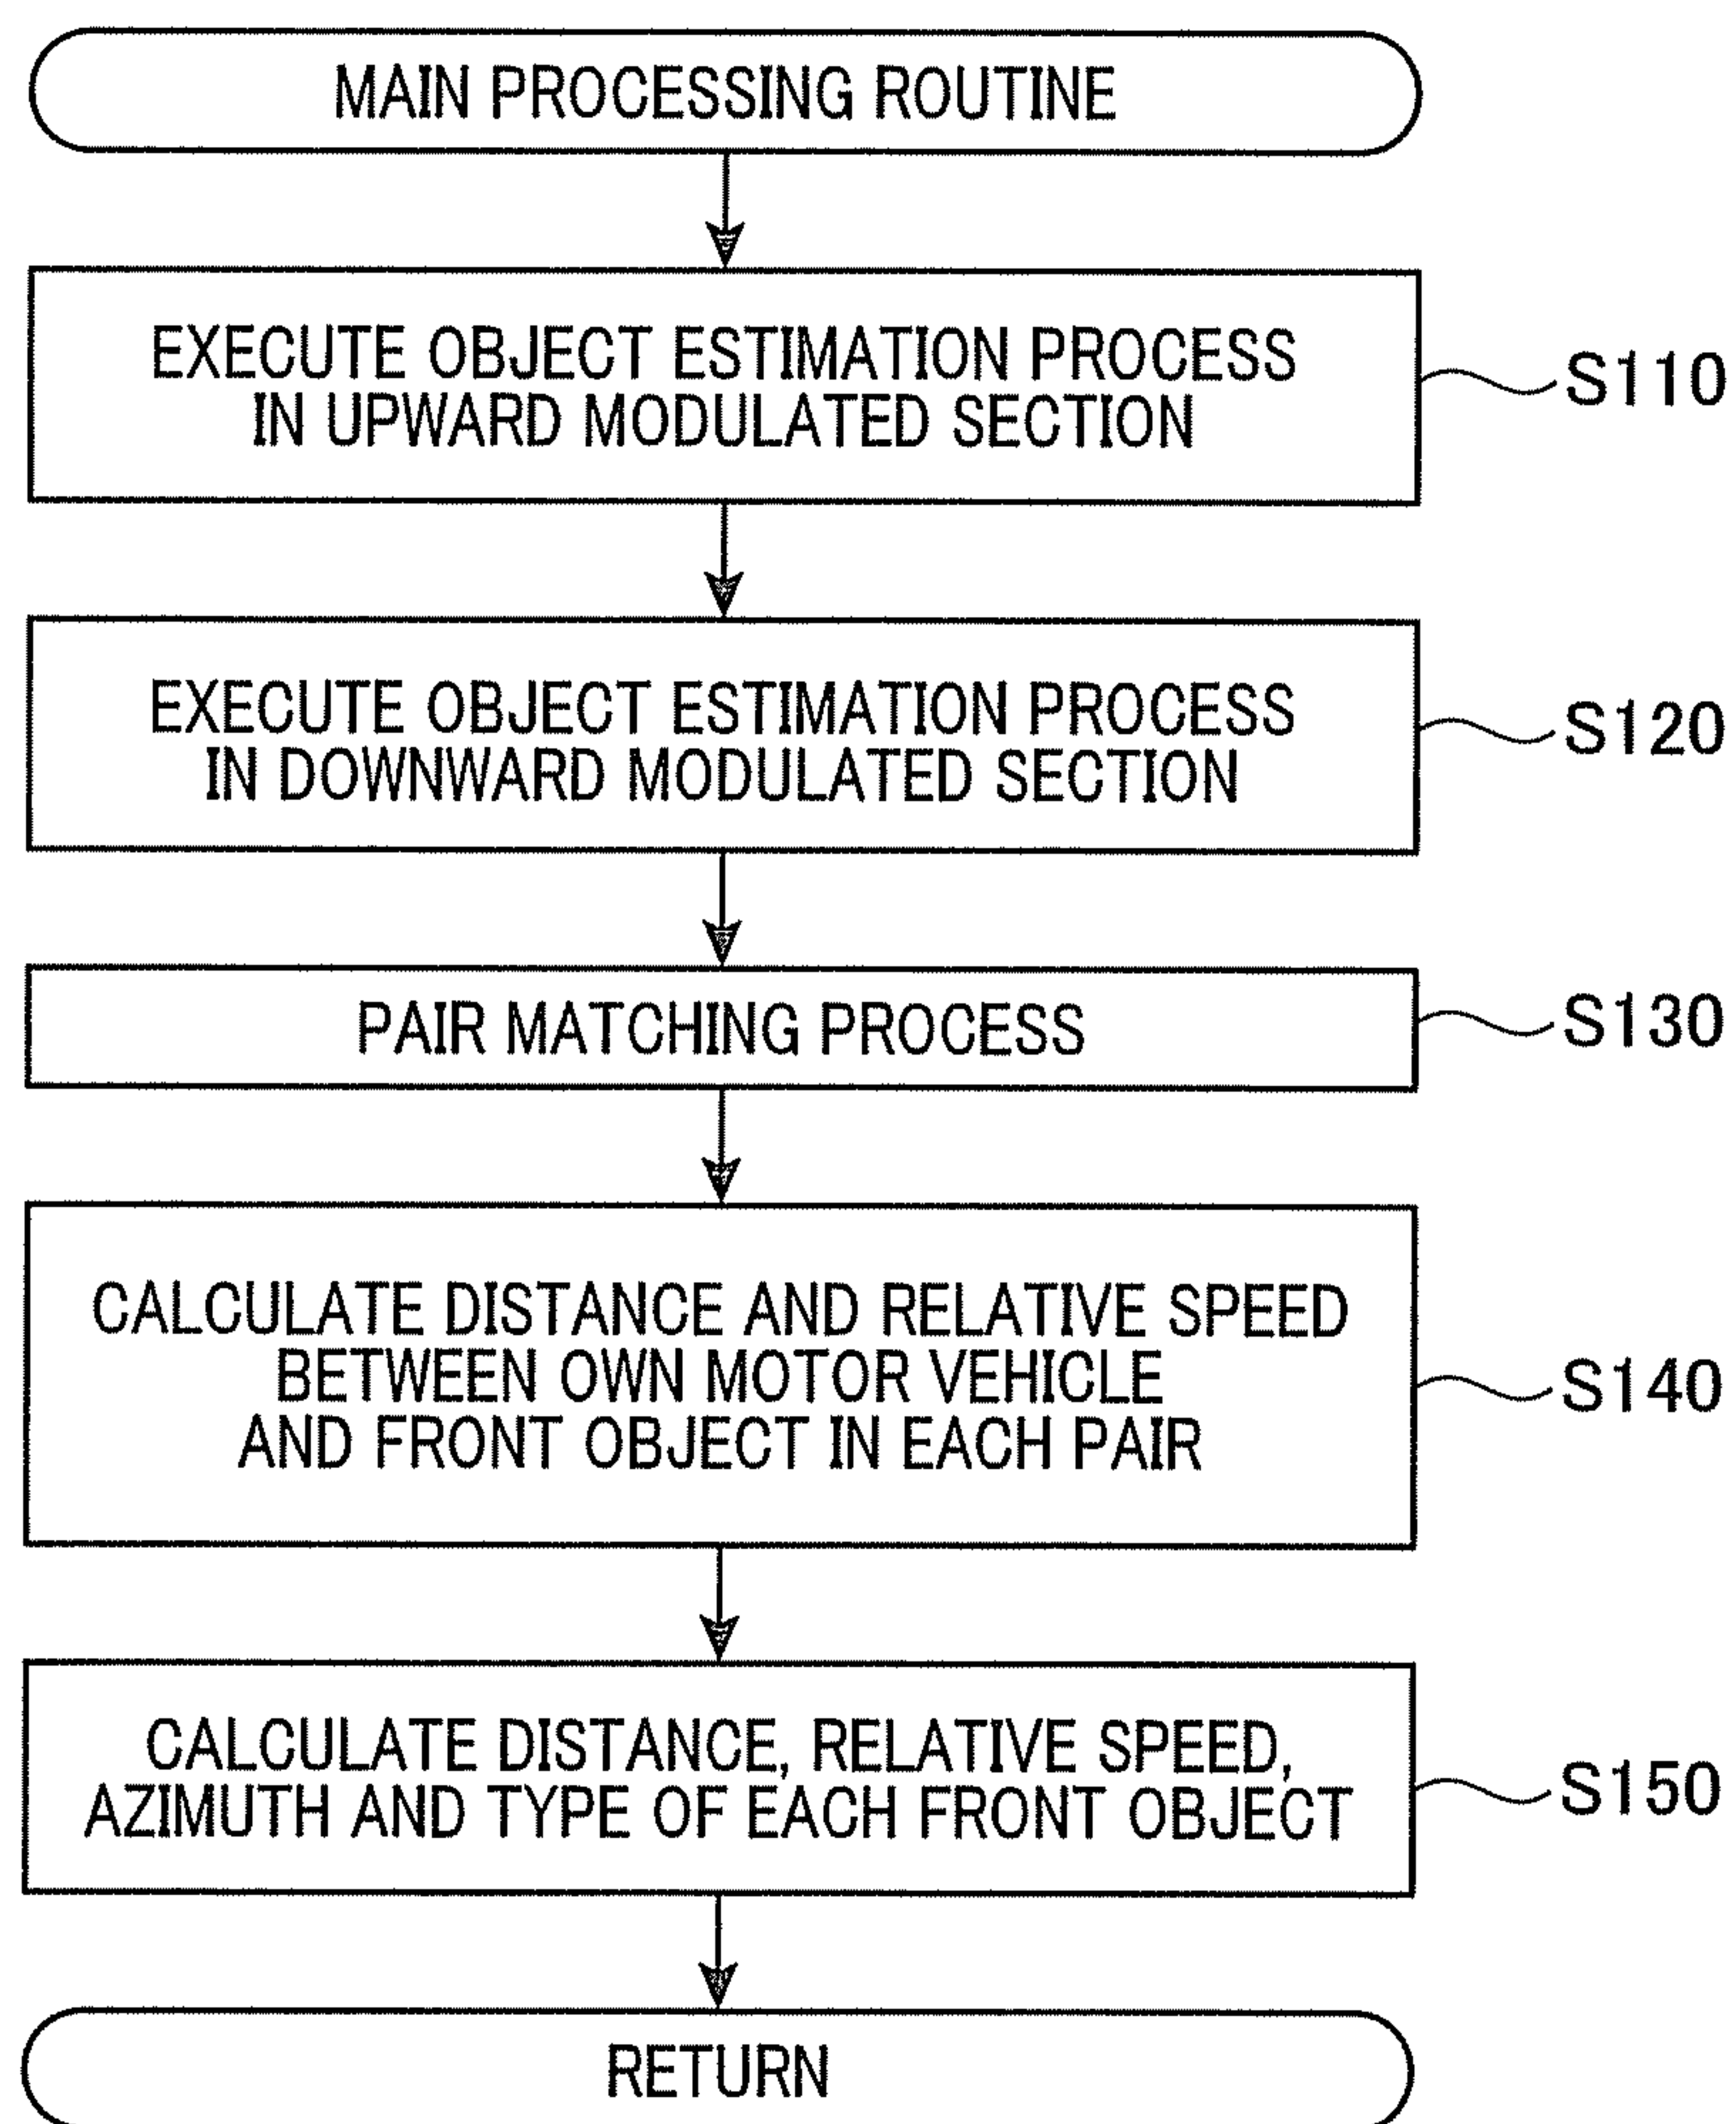 MAIN PROCESSING ROUTINE
EXECUTE OBJECT ESTIMATION PROCESS
IN UPWARD MODULATED SECTION
S110
EXECUTE OBJECT ESTIMATION PROCESS
IN DOWNWARD MODULATED SECTION
S120
PAIR MATCHING PROCESS
S130
CALCULATE DISTANCE AND RELATIVE SPEED
BETWEEN OWN MOTOR VEHICLE
AND FRONT OBJECT IN EACH PAIR
S140
CALCULATE DISTANCE, RELATIVE SPEED,
AZIMUTH AND TYPE OF EACH FRONT OBJECT
S150
RETURN